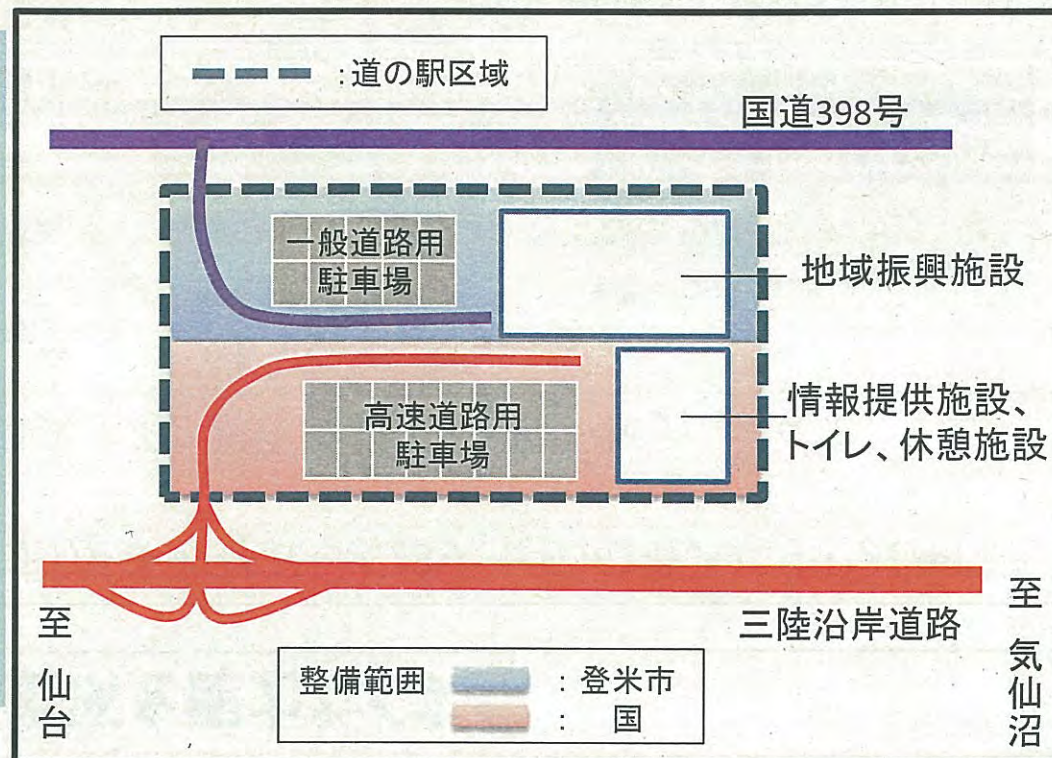 :道の駅区域
国道398号
一般道路用
駐車場
地域振興施設
高速道路用
駐車場
情報提供施設、
トイレ、休憩施設
三陸沿岸道路
至 仙台
至 気仙沼
整備範囲 : 登米市
: 国